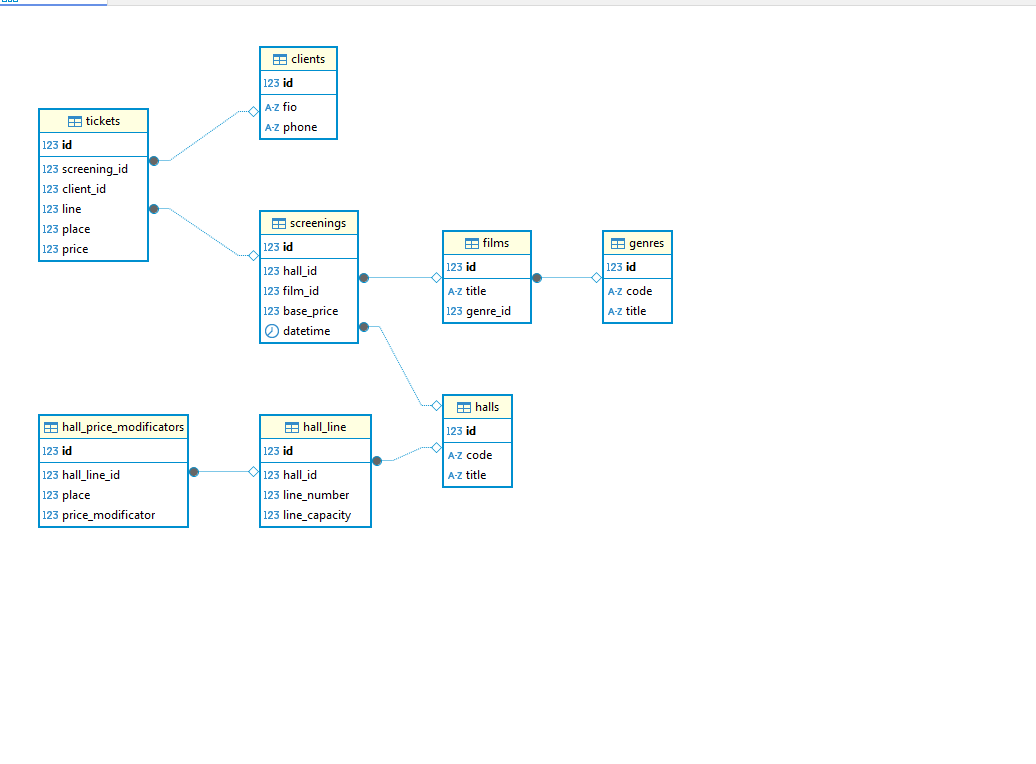 clients
123 id
A-Z fio
A-Z phone
tickets
123 id
123 screening_id
123 client_id
123 line
123 place
123 price
screenings
123 id
123 hall_id
123 film_id
123 base_price
datetime
films
123 id
A-Z title
123 genre_id
genres
123 id
A-Z code
A-Z title
halls
123 id
A-Z code
A-Z title
hall_price_modificators
123 id
123 hall_line_id
123 place
123 price_modificator
hall_line
123 id
123 hall_id
123 line_number
123 line_capacity